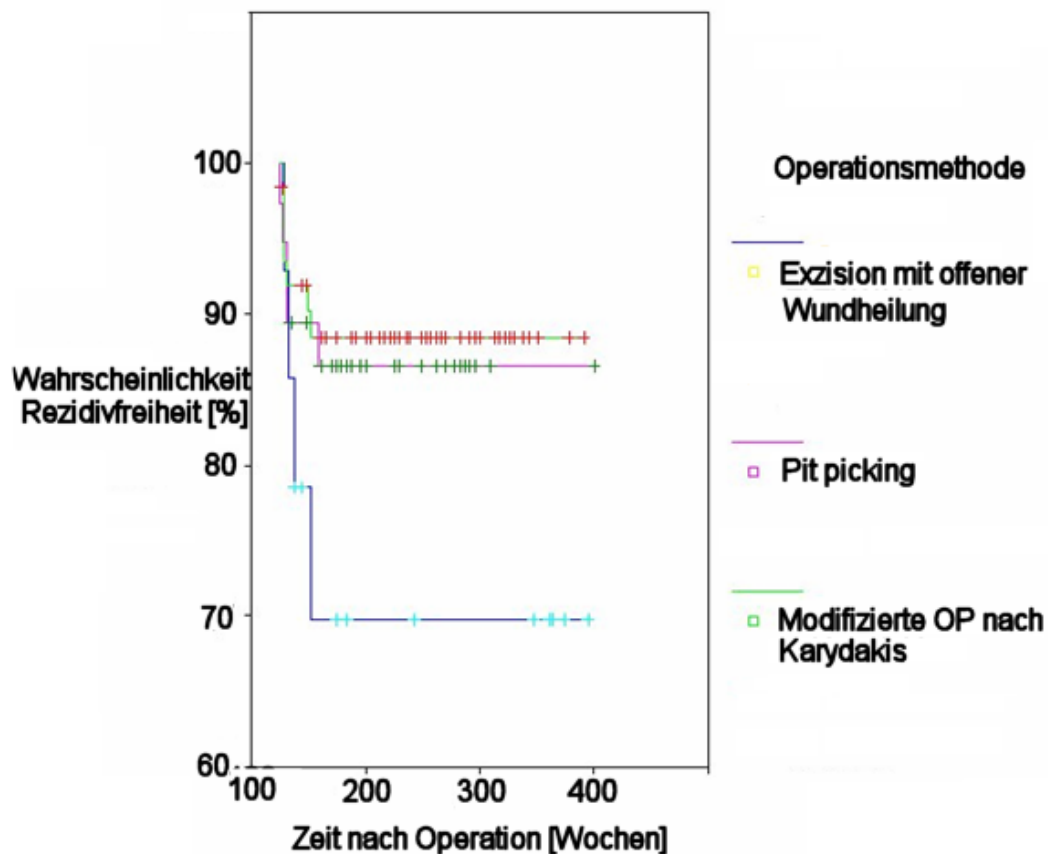 100
90
80
70
60
Wahrscheinlichkeit
Rezidivfreiheit [%]
100 200 300 400
Zeit nach Operation [Wochen]
Operationsmethode
Exzision mit offener
Wundheilung
Pit picking
Modifizierte OP nach
Karydakis